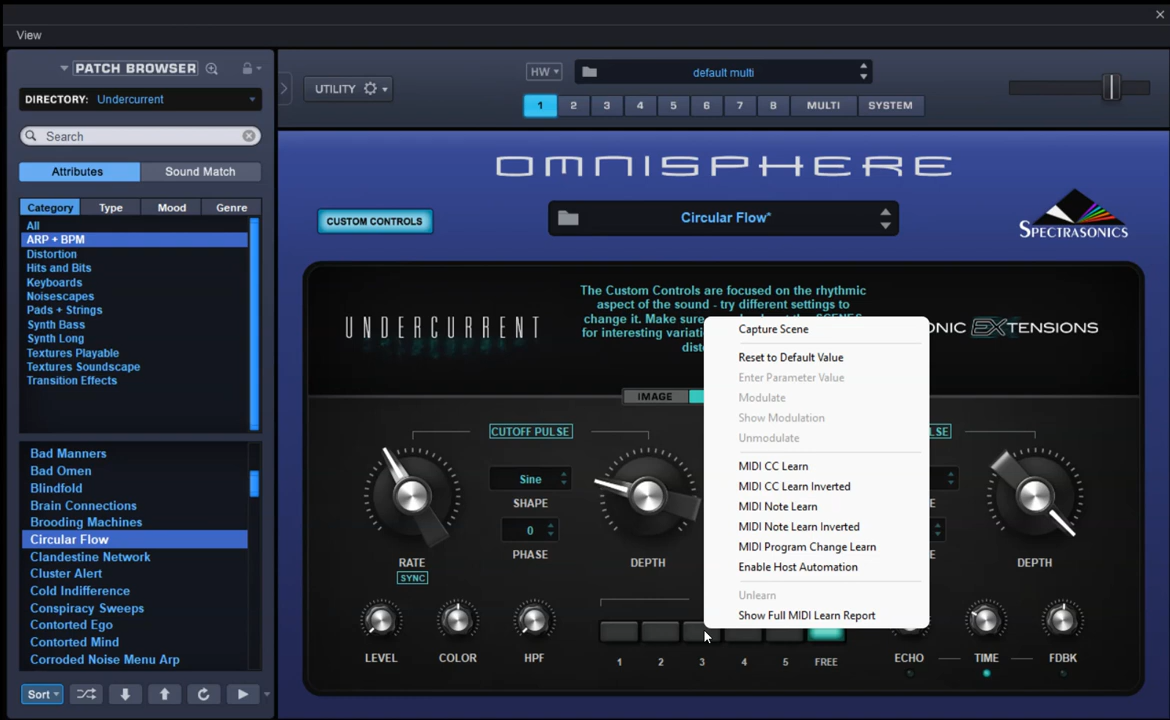 View
PATCH BROWSER
DIRECTORY: Undercurrent
Search
Attributes
Sound Match
Category
Type
Mood
Genre
All
ARP + BPM
Distortion
Hits and Bits
Keyboards
Noisescapes
Pads + Strings
Synth Bass
Synth Long
Textures Playable
Textures Soundscape
Transition Effects
Bad Manners
Bad Omen
Blindfold
Brain Connections
Brooding Machines
Circular Flow
Clandestine Network
Cluster Alert
Cold Indifference
Conspiracy Sweeps
Contorted Ego
Contorted Mind
Corroded Noise Menu Arp
Sort
UTILITY
HW
default multi
1 2 3 4 5 6 7 8 MULTI SYSTEM
OMNISPHERE
CUSTOM CONTROLS
Circular Flow*
SPECTRASONICS
UNDERCURRENT
The Custom Controls are focused on the rhythmic
aspect of the sound - try different settings to
change it. Make sure
for interesting variati
dist
ONIC EXTENSIONS
IMAGE
CUTOFF PULSE
LSE
Sine
SHAPE
0
PHASE
RATE
SYNC
DEPTH
E
E
DEPTH
LEVEL
COLOR
HPF
1 2 3 4 5 FREE
ECHO
TIME
FDBK
Capture Scene
Reset to Default Value
Enter Parameter Value
Modulate
Show Modulation
Unmodulate
MIDI CC Learn
MIDI CC Learn Inverted
MIDI Note Learn
MIDI Note Learn Inverted
MIDI Program Change Learn
Enable Host Automation
Unlearn
Show Full MIDI Learn Report